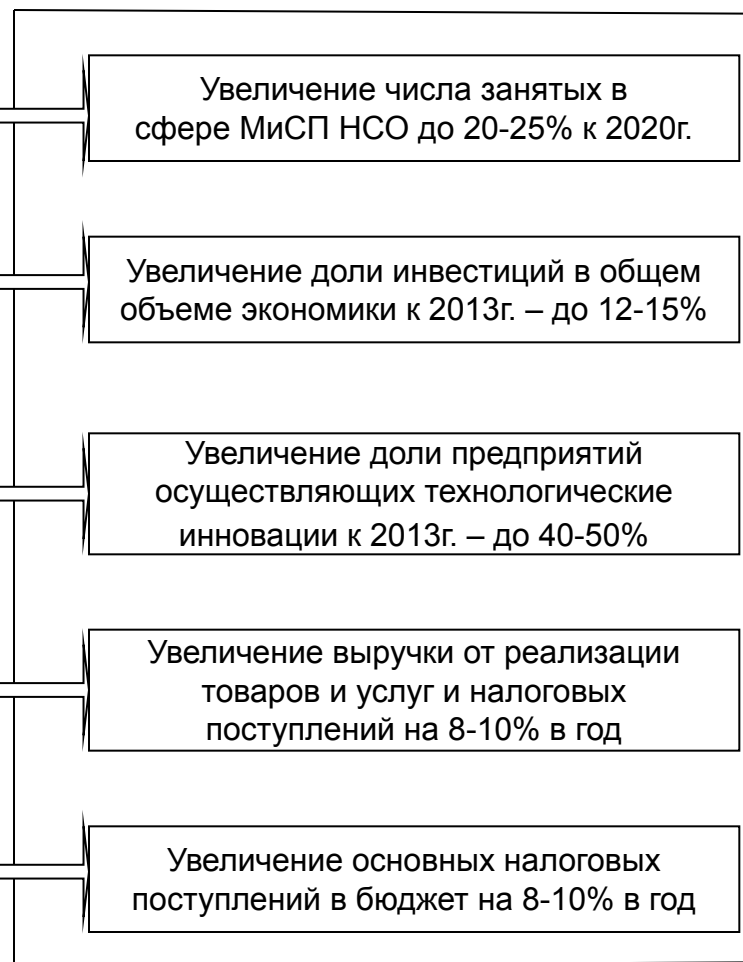 Увеличение числа занятых в
сфере МиСП НСО до 20-25% к 2020г.
Увеличение доли инвестиций в общем
объеме экономики к 2013г. – до 12-15%
Увеличение доли предприятий
осуществляющих технологические
инновации к 2013г. – до 40-50%
Увеличение выручки от реализации
товаров и услуг и налоговых
поступлений на 8-10% в год
Увеличение основных налоговых
поступлений в бюджет на 8-10% в год